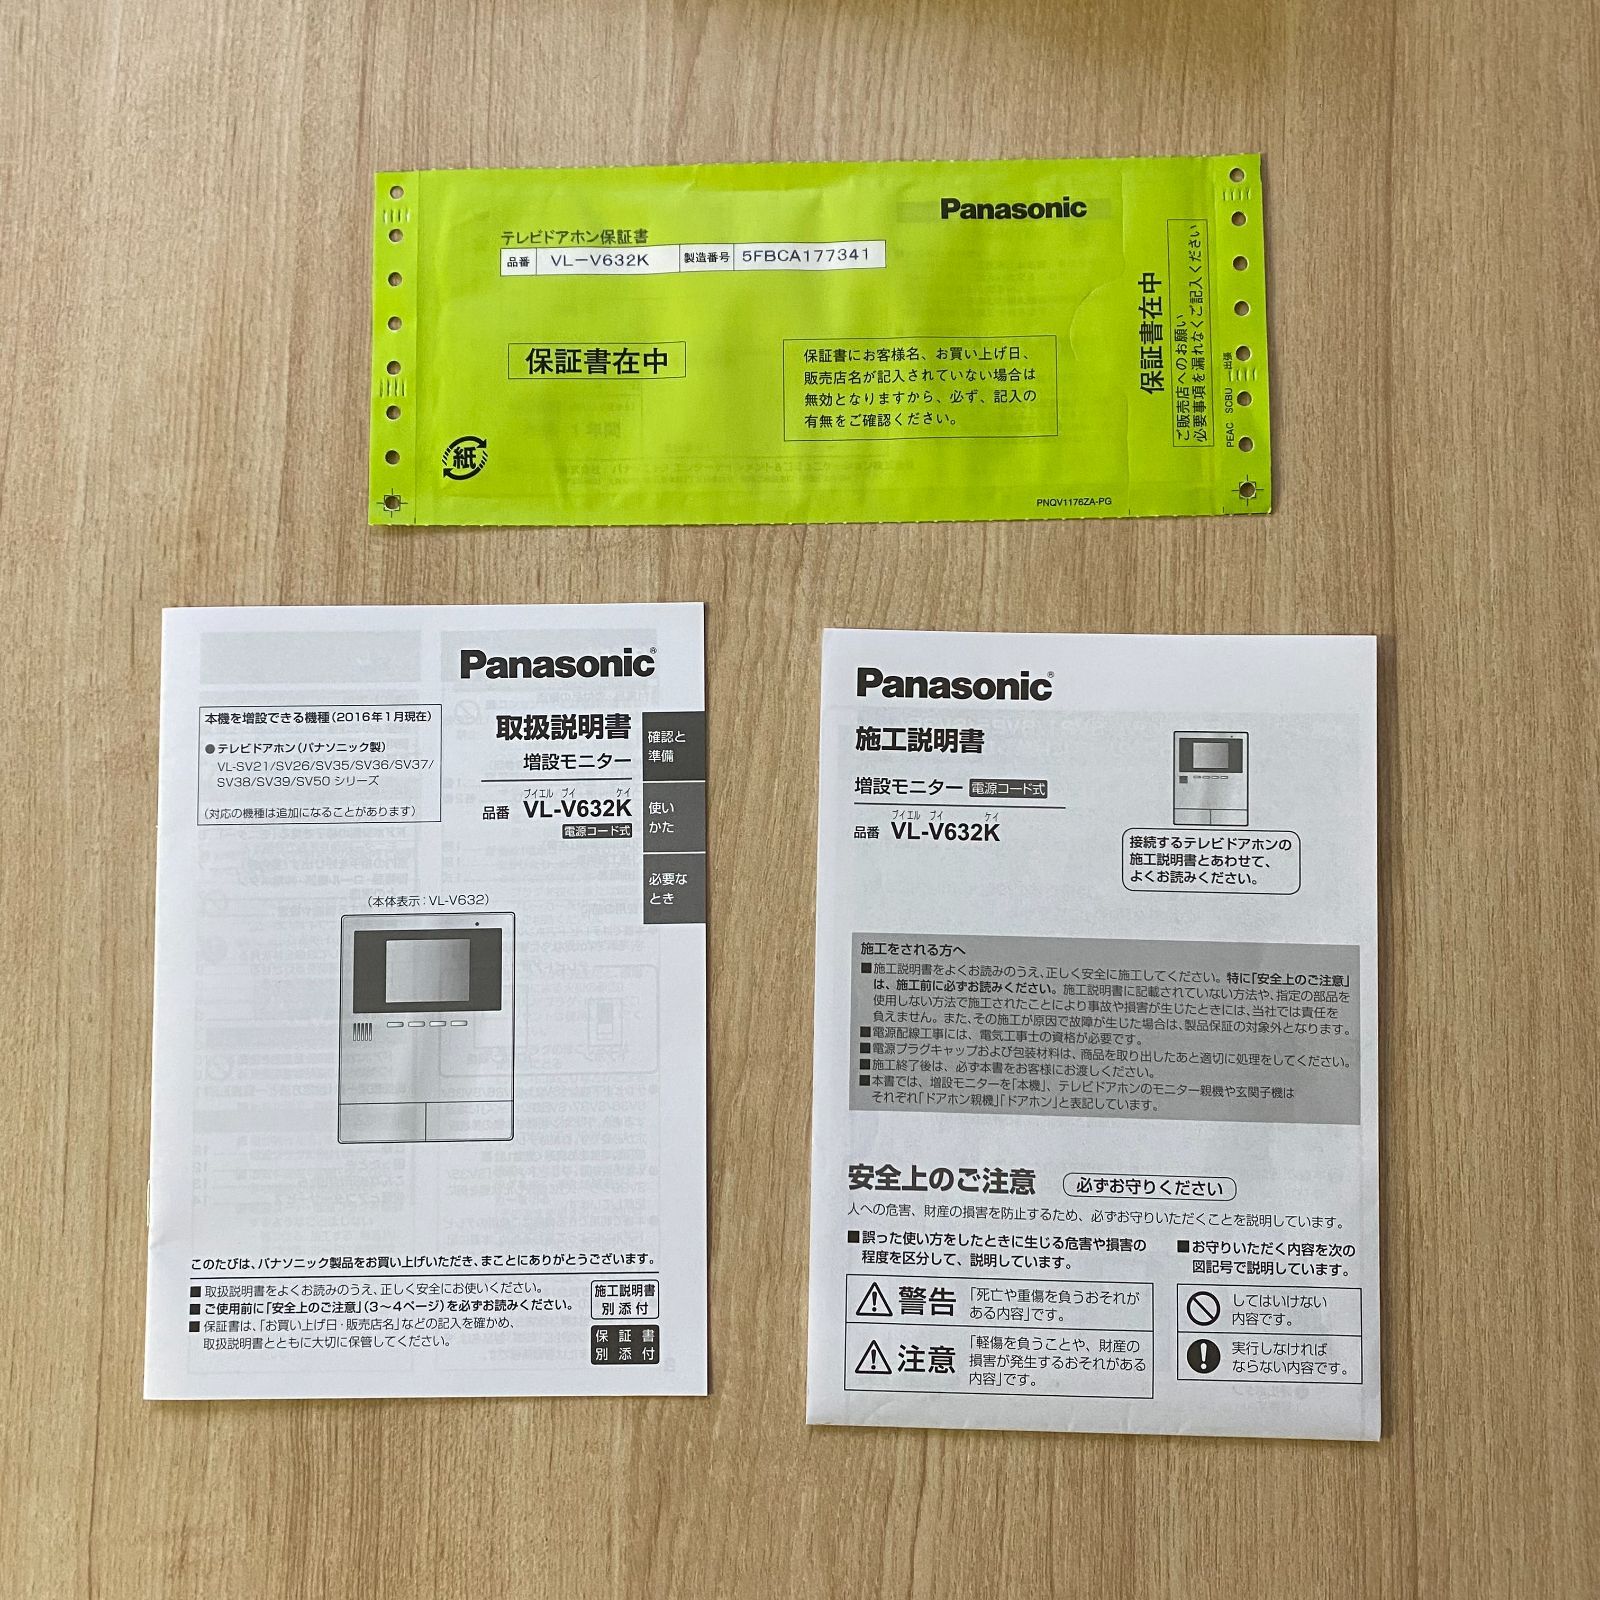 Panasonic
テレビドアホン保証書
品番 VL-V632K 製造番号 5FBCA177341
保証書在中
保証書にお客様名、お買い上げ日、
販売店名が記入されていない場合は
無効となりますから、必ず、記入の
有無をご確認ください。
紙
PNQV1176ZA-PG
保証書在中
ご販売店へのお願い
必要事項を漏れなくご記入ください
PEAC SCBU 一出張
Panasonic®
取扱説明書
増設モニター
ブイエル ブイ ケイ
品番 VL-V632K
電源コード式
本機を増設できる機種(2016年1月現在)
●テレビドアホン(パナソニック製)
VL-SV21/SV26/SV35/SV36/SV37/
SV38/SV39/SV50 シリーズ
(対応の機種は追加になることがあります)
確認と
準備
使い
かた
必要な
とき
(本体表示:VL-V632)
このたびは、パナソニック製品をお買い上げいただき、まことにありがとうございます。
■取扱説明書をよくお読みのうえ、正しく安全にお使いください。
■ご使用前に「安全上のご注意」(3~4ページ)を必ずお読みください。
■保証書は、「お買い上げ日・販売店名」などの記入を確かめ、
取扱説明書とともに大切に保管してください。
施工説明書
別添付
保証書
別添付
Panasonic®
施工説明書
増設モニター 電源コード式
ブイエル ブイ ケイ
品番 VL-V632K
接続するテレビドアホンの
施工説明書とあわせて、
よくお読みください。
施工をされる方へ
■施工説明書をよくお読みのうえ、正しく安全に施工してください。特に「安全上のご注意」
は、施工前に必ずお読みください。施工説明書に記載されていない方法や、指定の部品を
使用しない方法で施工されたことにより事故や損害が生じたときには、当社では責任を
負えません。また、その施工が原因で故障が生じた場合は、製品保証の対象外となります。
■電源配線工事には、電気工事士の資格が必要です。
■電源プラグキャップおよび包装材料は、商品を取り出したあと適切に処理をしてください。
■施工終了後は、必ず本書をお客様にお渡しください。
■本書では、増設モニターを「本機」、テレビドアホンのモニター親機や玄関子機は
それぞれ「ドアホン親機」「ドアホン」と表記しています。
安全上のご注意 必ずお守りください
人への危害、財産の損害を防止するため、必ずお守りいただくことを説明しています。
■誤った使い方をしたときに生じる危害や損害の
程度を区分して、説明しています。
警告 「死亡や重傷を負うおそれが
ある内容」です。
注意 「軽傷を負うことや、財産の
損害が発生するおそれがある
内容」です。
■お守りいただく内容を次の
図記号で説明しています。
してはいけない
内容です。
実行しなければ
ならない内容です。